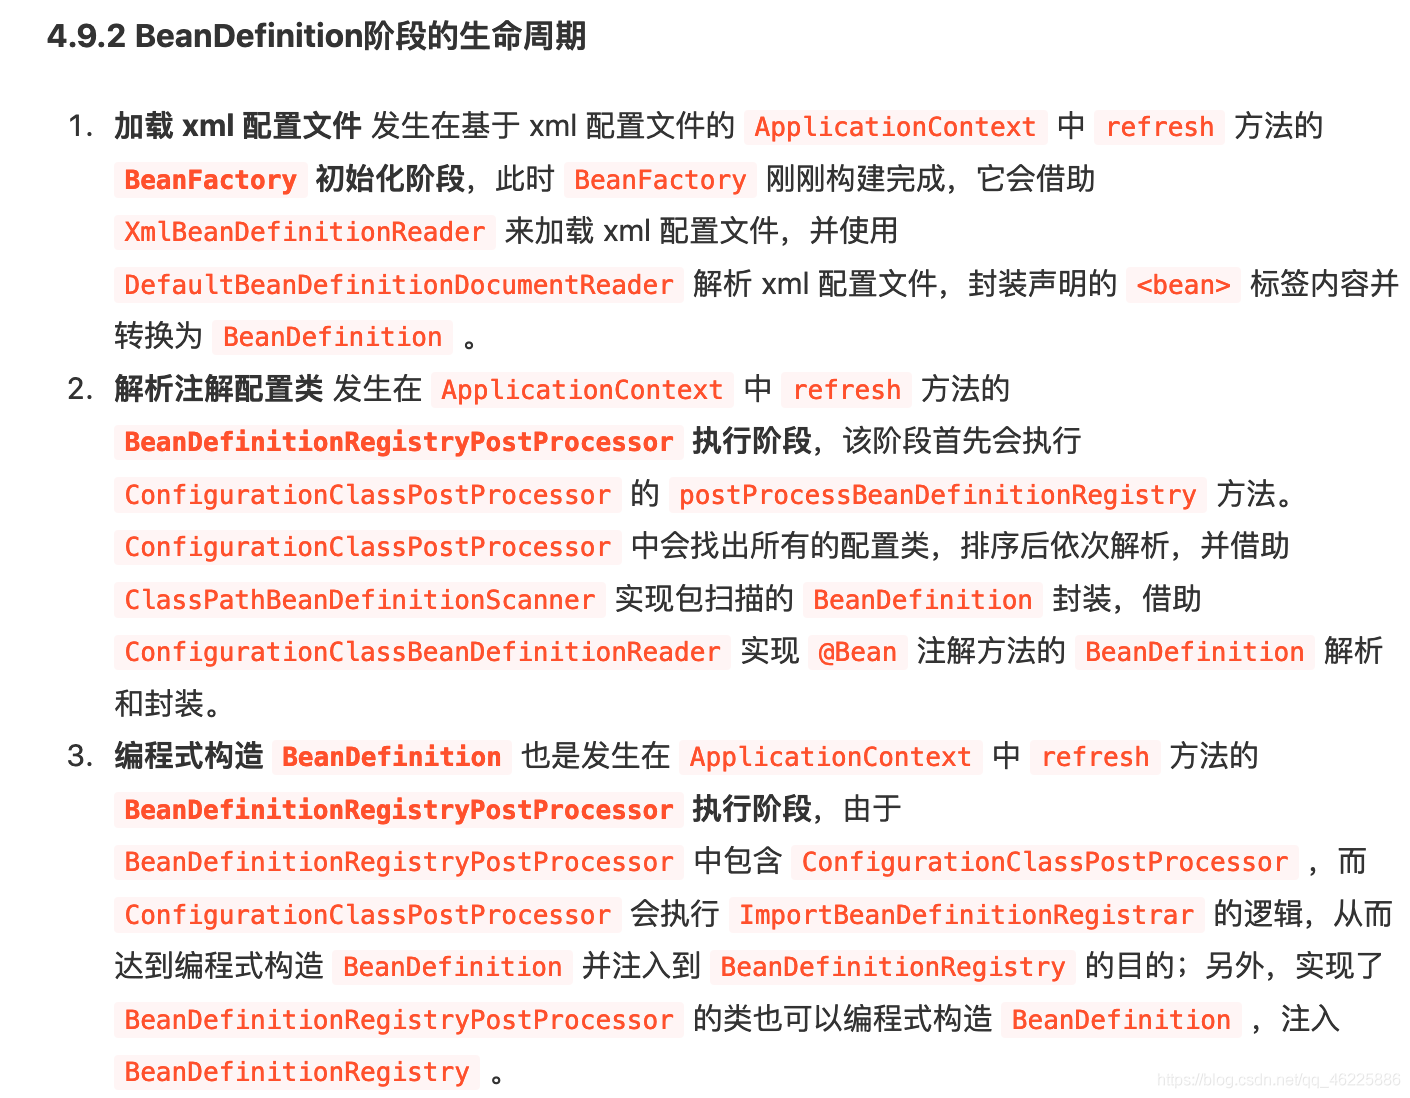 4.9.2 BeanDefinition阶段的生命周期
1. 加载 xml 配置文件 发生在基于 xml 配置文件的 ApplicationContext 中 refresh 方法的
BeanFactory 初始化阶段，此时 BeanFactory 刚刚构建完成，它会借助
XmlBeanDefinitionReader 来加载 xml 配置文件，并使用
DefaultBeanDefinitionDocumentReader 解析 xml 配置文件，封装声明的 <bean> 标签内容并
转换为 BeanDefinition 。
2. 解析注解配置类 发生在 ApplicationContext 中 refresh 方法的
BeanDefinitionRegistryPostProcessor 执行阶段，该阶段首先会执行
ConfigurationClassPostProcessor 的 postProcessBeanDefinitionRegistry 方法。
ConfigurationClassPostProcessor 中会找出所有的配置类，排序后依次解析，并借助
ClassPathBeanDefinitionScanner 实现包扫描的 BeanDefinition 封装，借助
ConfigurationClassBeanDefinitionReader 实现 @Bean 注解方法的 BeanDefinition 解析
和封装。
3. 编程式构造 BeanDefinition 也是发生在 ApplicationContext 中 refresh 方法的
BeanDefinitionRegistryPostProcessor 执行阶段，由于
BeanDefinitionRegistryPostProcessor 中包含 ConfigurationClassPostProcessor ，而
ConfigurationClassPostProcessor 会执行 ImportBeanDefinitionRegistrar 的逻辑，从而
达到编程式构造 BeanDefinition 并注入到 BeanDefinitionRegistry 的目的；另外，实现了
BeanDefinitionRegistryPostProcessor 的类也可以编程式构造 BeanDefinition ，注入
BeanDefinitionRegistry 。
https://blog.csdn.net/qq_46225886